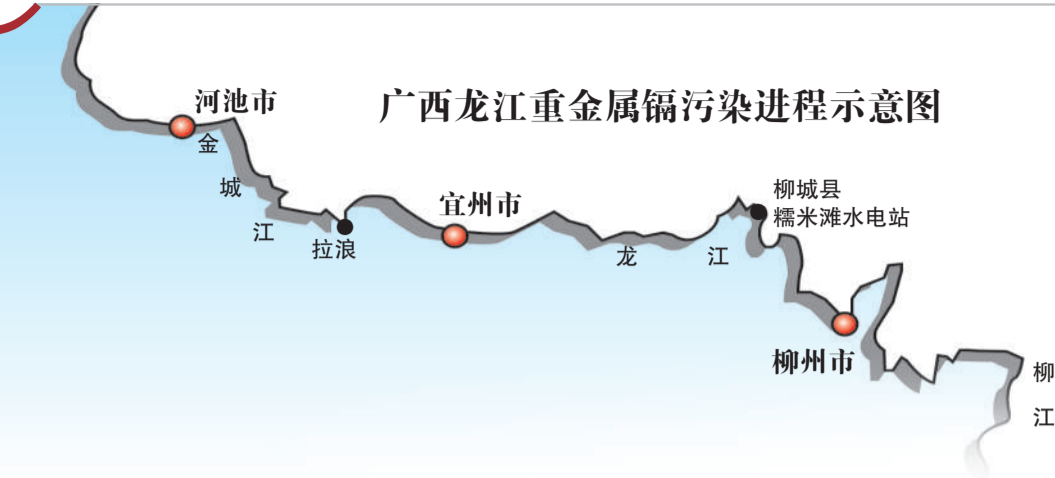 河池市
广西龙江重金属镉污染进程示意图
金
城
江
拉浪
宜州市
龙
江
柳城县
糯米滩水电站
柳州市
柳
江